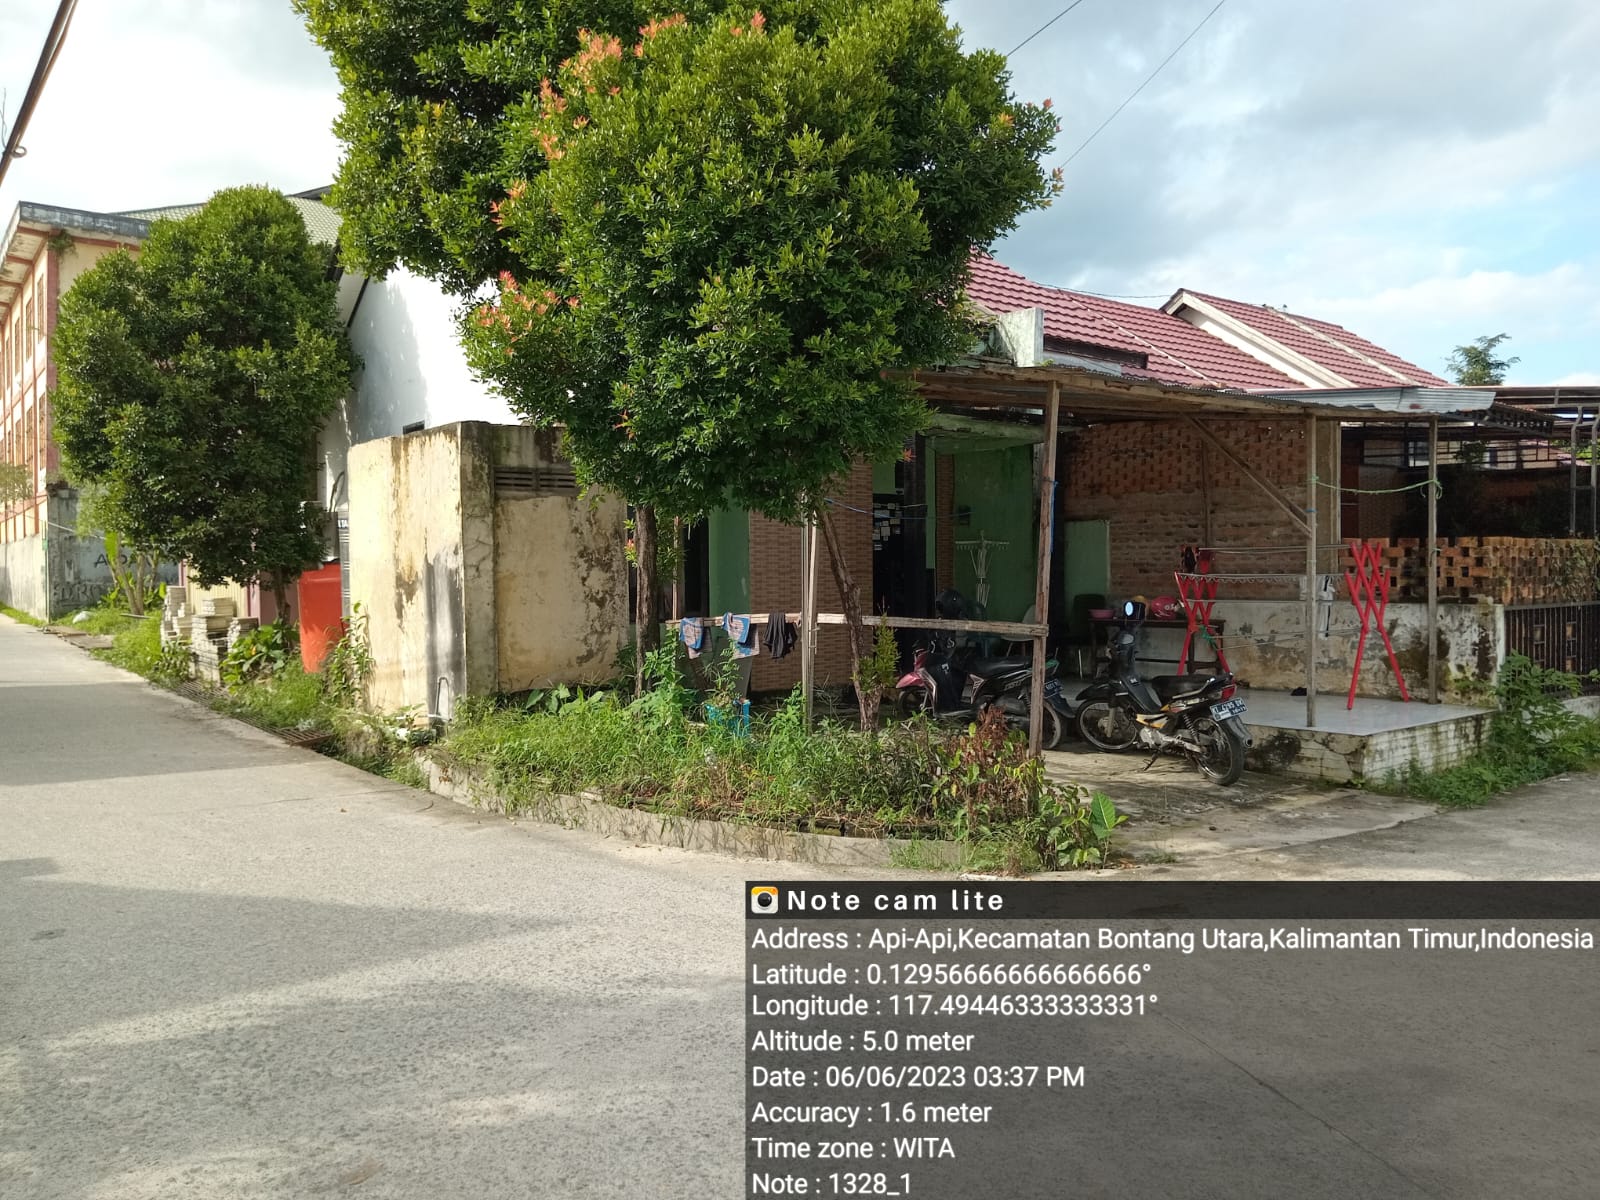 Note cam lite
Address : Api-Api,Kecamatan Bontang Utara,Kalimantan Timur,Indonesia
Latitude : 0.12956666666666666°
Longitude : 117.49446333333331°
Altitude : 5.0 meter
Date : 06/06/2023 03:37 PM
Accuracy : 1.6 meter
Time zone : WITA
Note : 1328_1